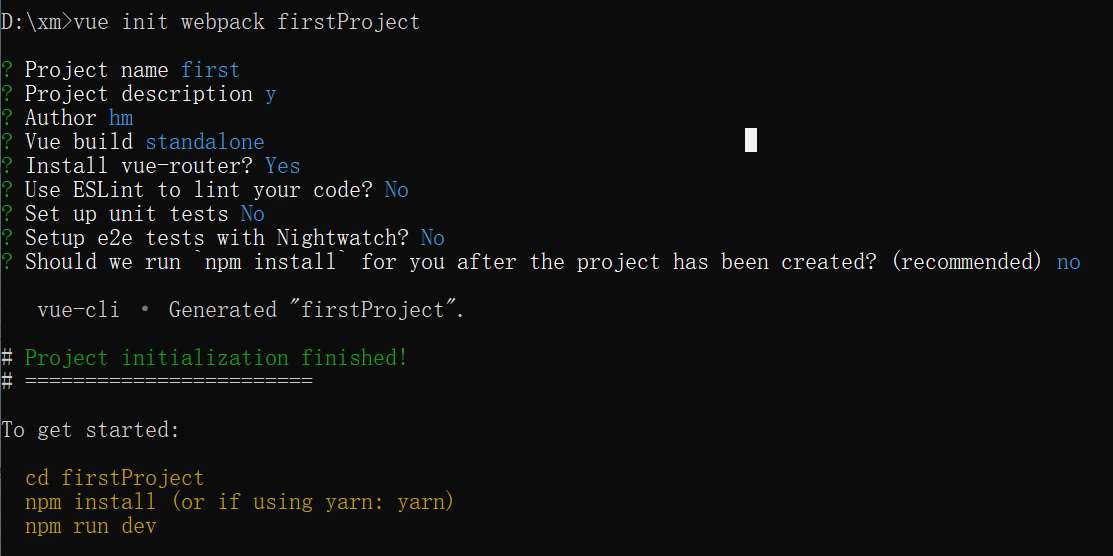 D:\xm>vue init webpack firstProject
? Project name first
? Project description y
? Author hm
? Vue build standalone
? Install vue-router? Yes
? Use ESLint to lint your code? No
? Set up unit tests No
? Setup e2e tests with Nightwatch? No
? Should we run `npm install` for you after the project has been created? (recommended) no
vue-cli · Generated "firstProject".
# Project initialization finished!
# ========================
To get started:
cd firstProject
npm install (or if using yarn: yarn)
npm run dev